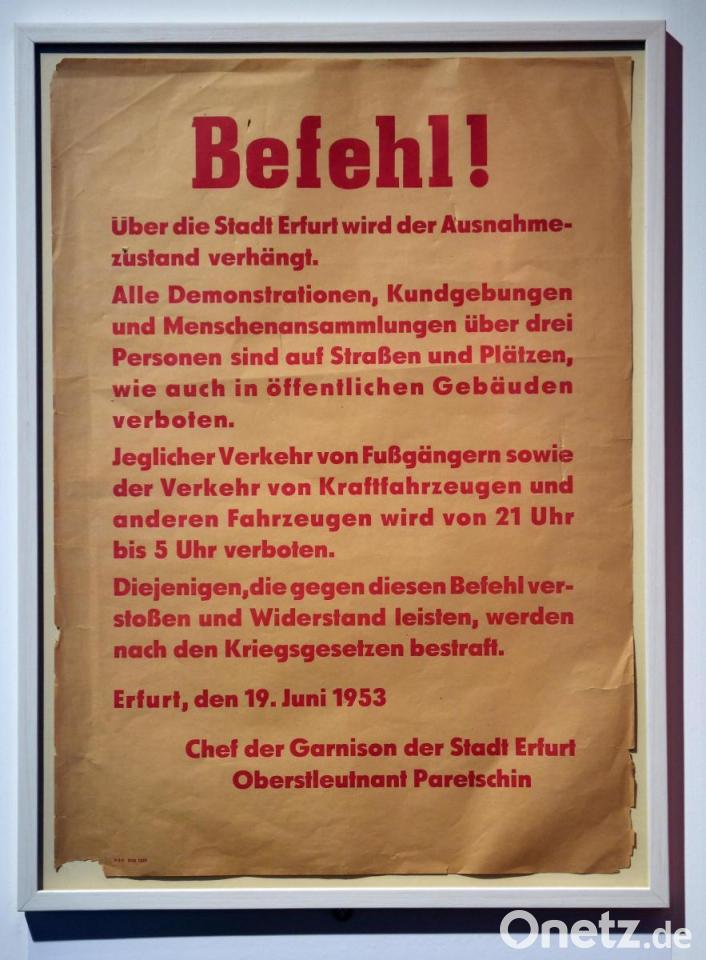 Befehl!
Über die Stadt Erfurt wird der Ausnahme-
zustand verhängt.
Alle Demonstrationen, Kundgebungen
und Menschenansammlungen über drei
Personen sind auf Straßen und Plätzen,
wie auch in öffentlichen Gebäuden
verboten.
Jeglicher Verkehr von Fußgängern sowie
der Verkehr von Kraftfahrzeugen und
anderen Fahrzeugen wird von 21 Uhr
bis 5 Uhr verboten.
Diejenigen, die gegen diesen Befehl ver-
stoßen und Widerstand leisten, werden
nach den Kriegsgesetzen bestraft.
Erfurt, den 19. Juni 1953
Chef der Garnison der Stadt Erfurt
Oberstleutnant Paretschin
Onetz.de